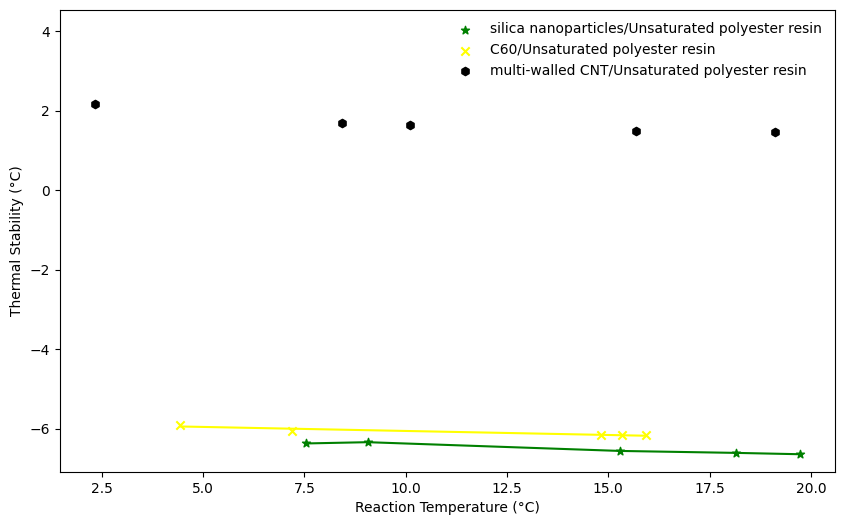 silica nanoparticles/Unsaturated polyester resin
C60/Unsaturated polyester resin
multi-walled CNT/Unsaturated polyester resin
Thermal Stability (°C)
4
2
0
−2
−4
−6
2.5 5.0 7.5 10.0 12.5 15.0 17.5 20.0
Reaction Temperature (°C)